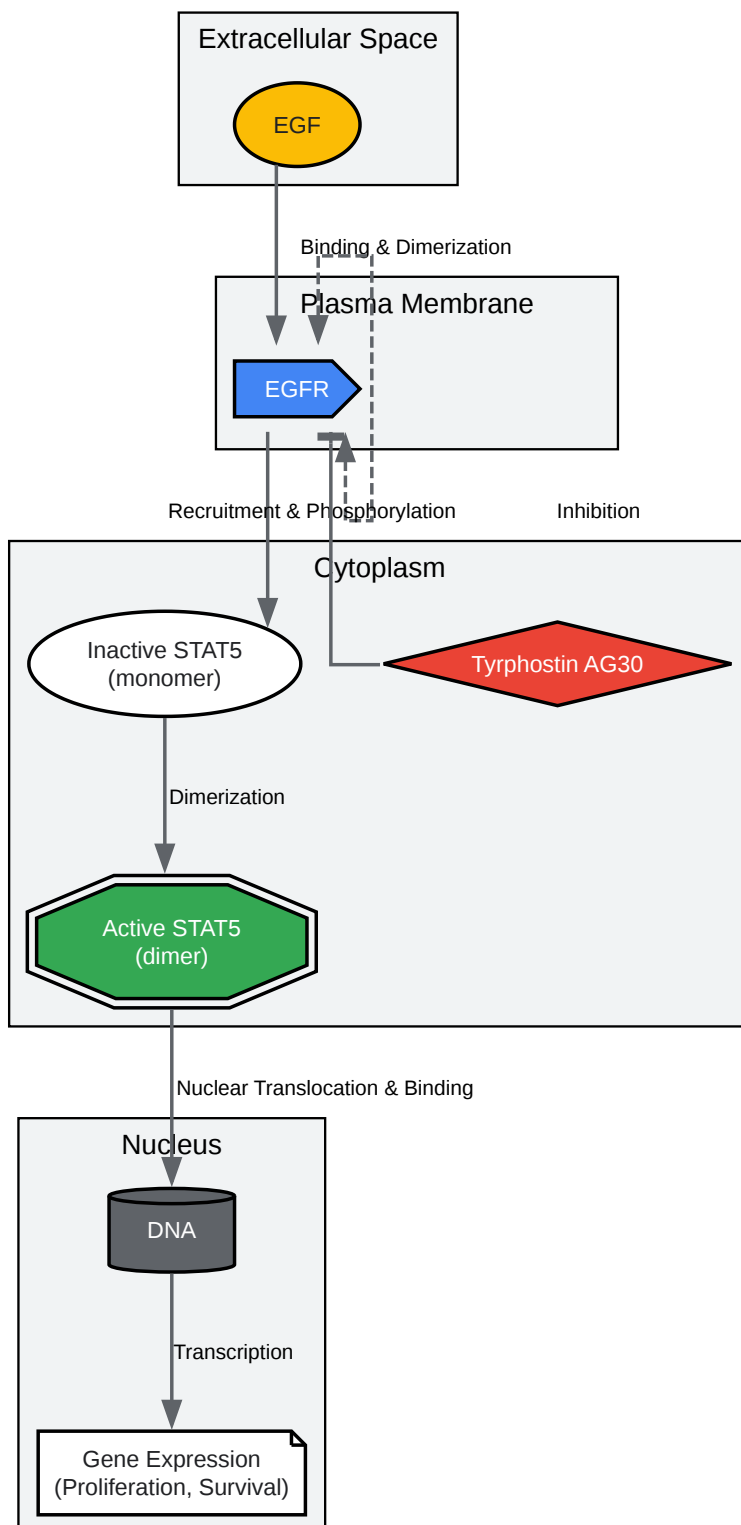 Extracellular Space
EGF
Binding & Dimerization
Plasma Membrane
EGFR
Recruitment & Phosphorylation
Inhibition
Cytoplasm
Inactive STAT5
(monomer)
Tyrphostin AG30
Dimerization
Active STAT5
(dimer)
Nuclear Translocation & Binding
Nucleus
DNA
Transcription
Gene Expression
(Proliferation, Survival)